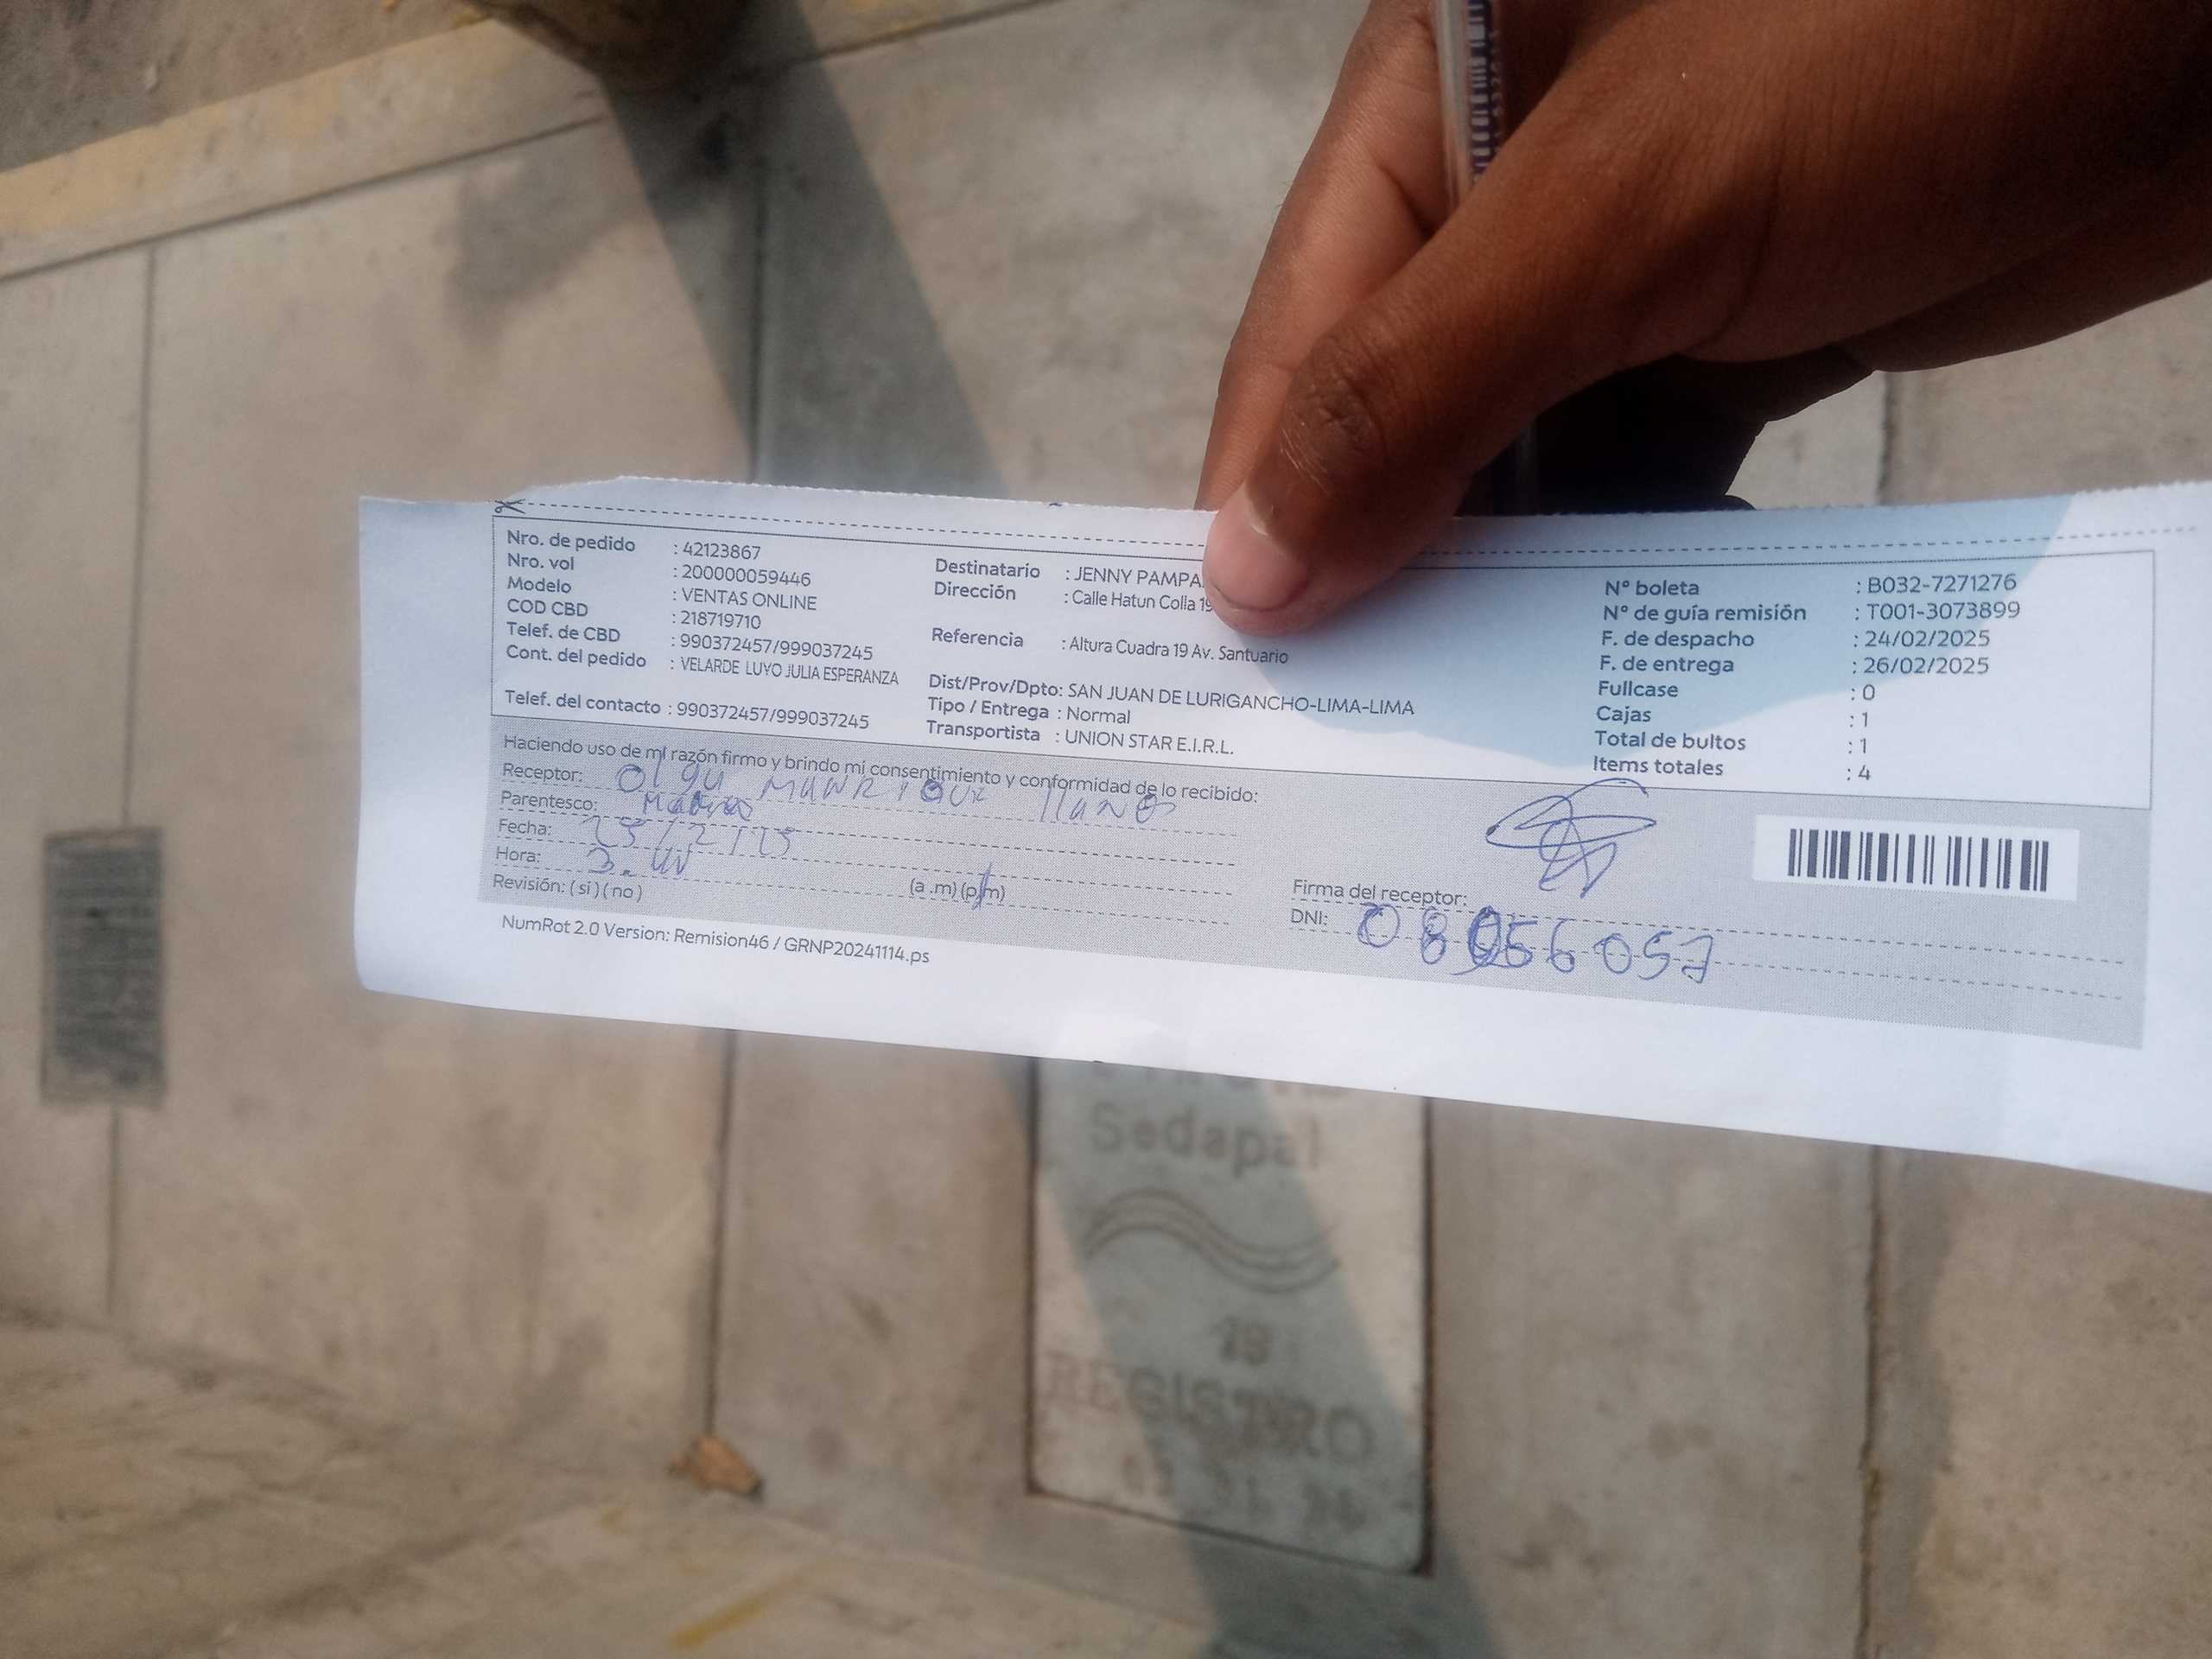 Nro. de pedido : 42123867
Nro. vol : 200000059446
Modelo : VENTAS ONLINE
COD CBD : 218719710
Telef. de CBD : 990372457/999037245
Cont. del pedido : VELARDE LUYO JULIA ESPERANZA
Telef. del contacto : 990372457/999037245
Destinatario : JENNY PAMPA
Dirección : Calle Hatun Colla 19
Referencia : Altura Cuadra 19 Av. Santuario
Dist/Prov/Dpto: SAN JUAN DE LURIGANCHO-LIMA-LIMA
Tipo / Entrega : Normal
Transportista : UNION STAR E.I.R.L.
N° boleta : B032-7271276
N° de guía remisión : T001-3073899
F. de despacho : 24/02/2025
F. de entrega : 26/02/2025
Fullcase : 0
Cajas : 1
Total de bultos : 1
Items totales : 4
Haciendo uso de mi razón firmo y brindo mi consentimiento y conformidad de lo recibido:
Receptor: Olga MANRIQUE llanos
Parentesco:
Fecha: 25/2/25
Hora: (a .m) (p.m)
Revisión: ( si ) ( no )
Firma del receptor:
DNI:
NumRot 2.0 Version: Remision46 / GRNP20241114.ps
Sedapal
REGISTRO